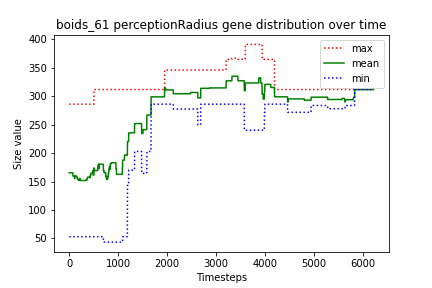 boids_61 perceptionRadius gene distribution over time
400
350
300
250
200
150
100
50
Size value
max
mean
min
0
1000
2000
3000
4000
5000
6000
Timesteps